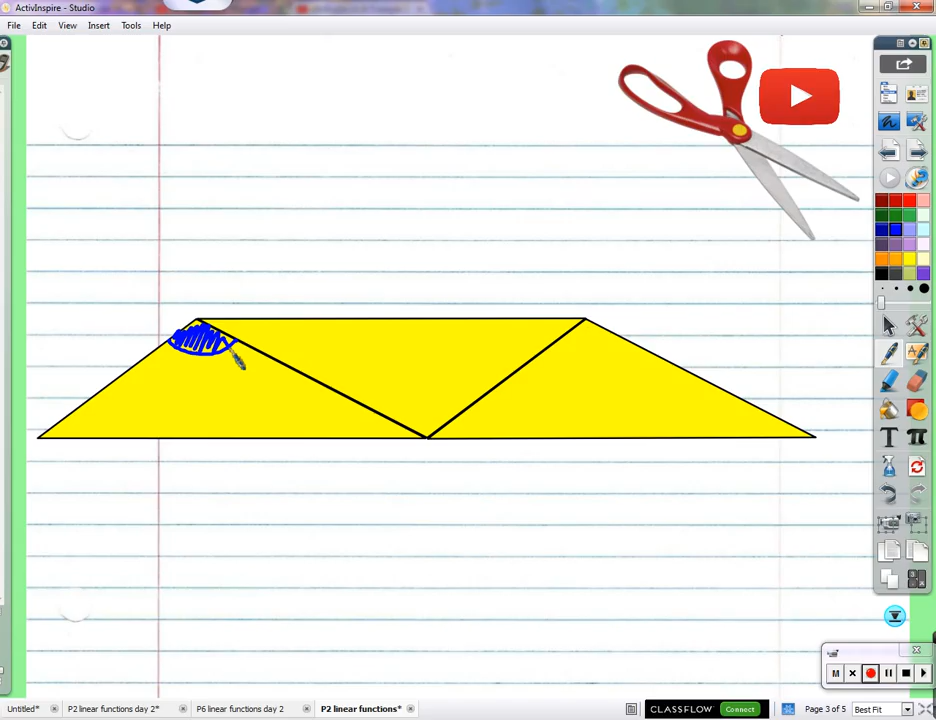 ActivInspire - Studio
File Edit View Insert Tools Help
T π
M
Untitled* P2 linear functions day 2* P6 linear functions day 2 P2 linear functions* CLASSFLOW Connect Page 3 of 5 Best Fit